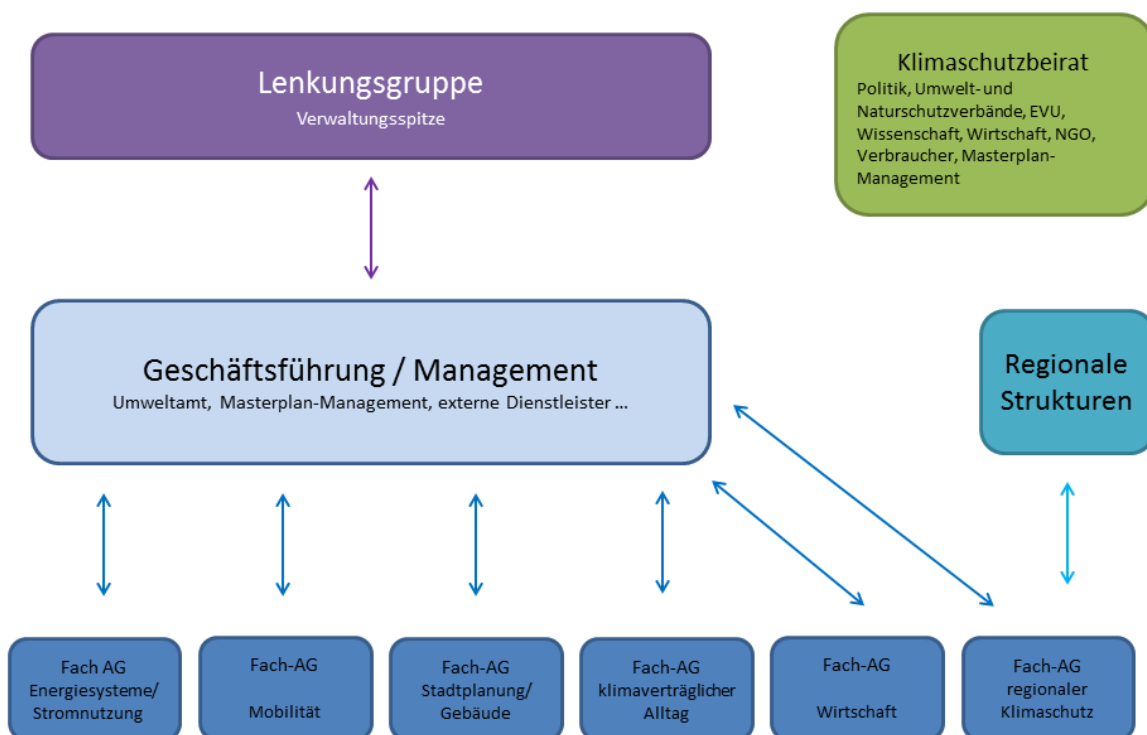 Lenkungsgruppe
Verwaltungsspitze
Klimaschutzbeirat
Politik, Umwelt-und
Naturschutzverbände, EVU,
Wissenschaft, Wirtschaft, NGO,
Verbraucher, Masterplan-
Management
Geschäftsführung / Management
Umweltamt, Masterplan-Management, externe Dienstleister ...
Regionale
Strukturen
Fach AG
Energiesysteme/
Stromnutzung
Fach-AG
Mobilität
Fach-AG
Stadtplanung/
Gebäude
Fach-AG
klimaverträglicher
Alltag
Fach-AG
Wirtschaft
Fach-AG
regionaler
Klimaschutz